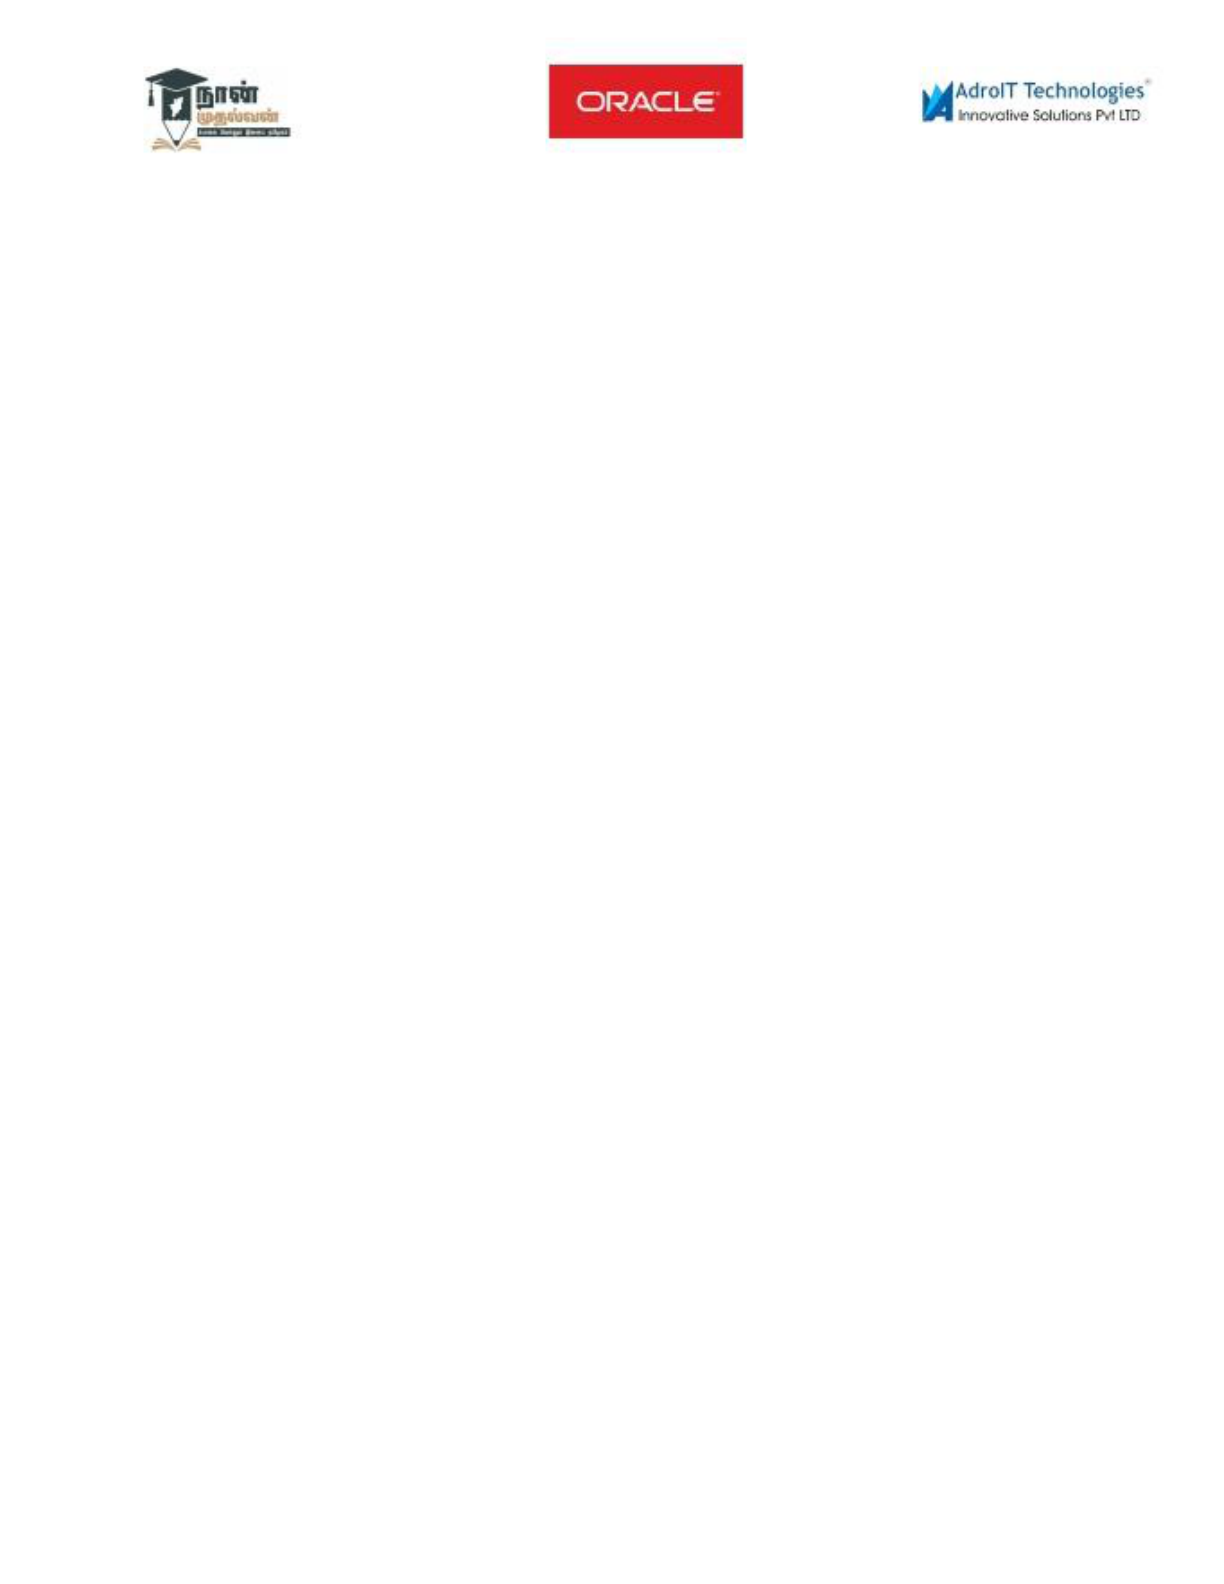 நான்
முதல்வன்
ORACLE
AdroIT Technologies®
Innovative Solutions Pvt LTD